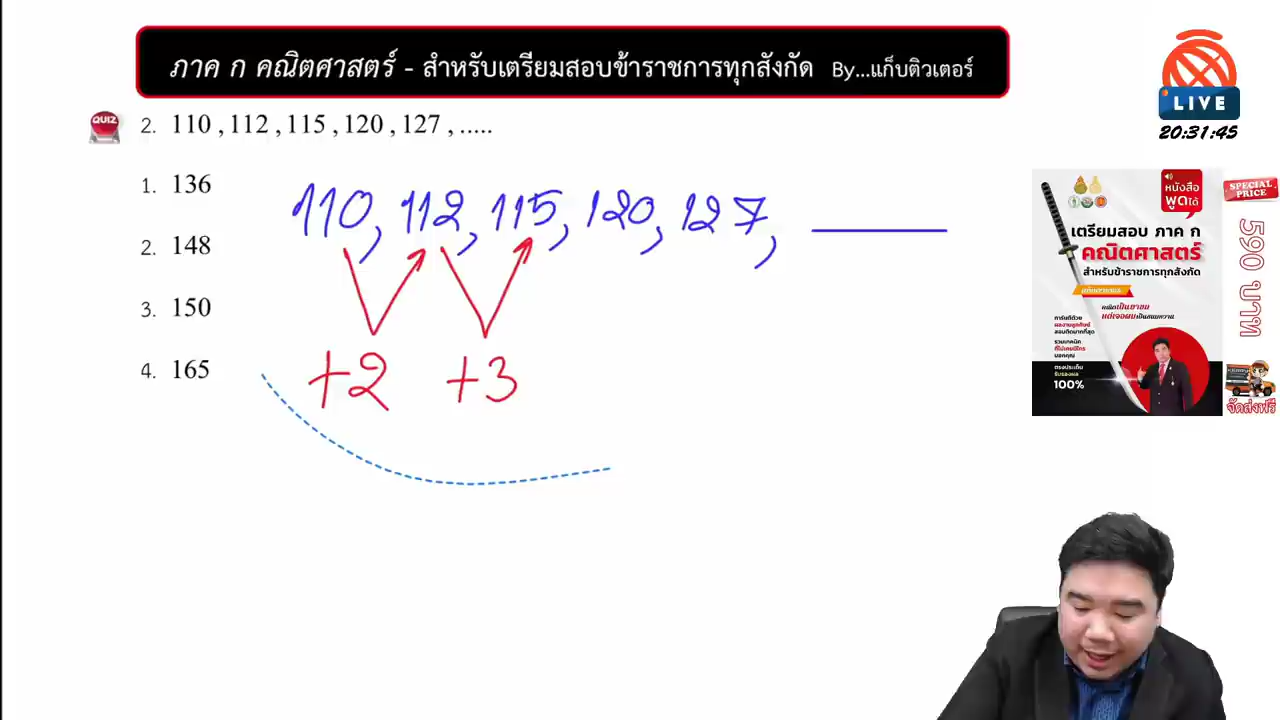 ภาค ก คณิตศาสตร์ - สำหรับเตรียมสอบข้าราชการทุกสังกัด By...แก็บติวเตอร์
LIVE
20:31:45
QUIZ
2. 110 , 112 , 115 , 120 , 127 , .....
1. 136
2. 148
3. 150
4. 165
110, 112, 115, 120, 127, ______
+2 +3
หนังสือ
พูดได้
เตรียมสอบ ภาค ก
คณิตศาสตร์
สำหรับข้าราชการทุกสังกัด
100%
SPECIAL
PRICE
590 บาท
จัดส่งฟรี